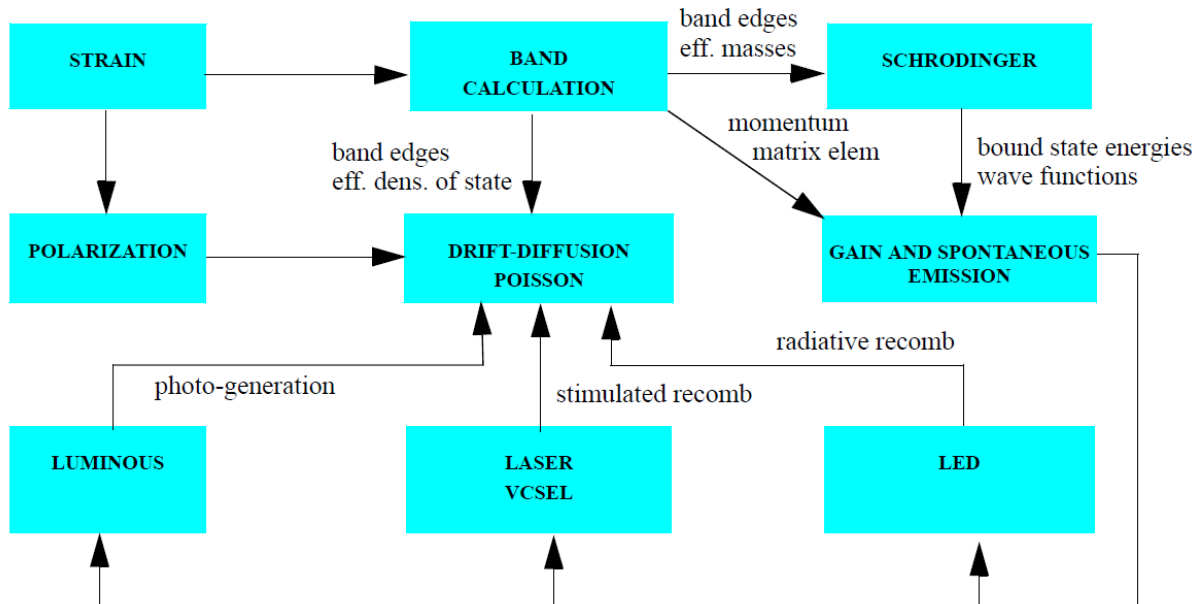 STRAIN
BAND
CALCULATION
band edges
eff. masses
SCHRODINGER
band edges
eff. dens. of state
momentum
matrix elem
bound state energies
wave functions
POLARIZATION
DRIFT-DIFFUSION
POISSON
GAIN AND SPONTANEOUS
EMISSION
photo-generation
stimulated recomb
radiative recomb
LUMINOUS
LASER
VCSEL
LED